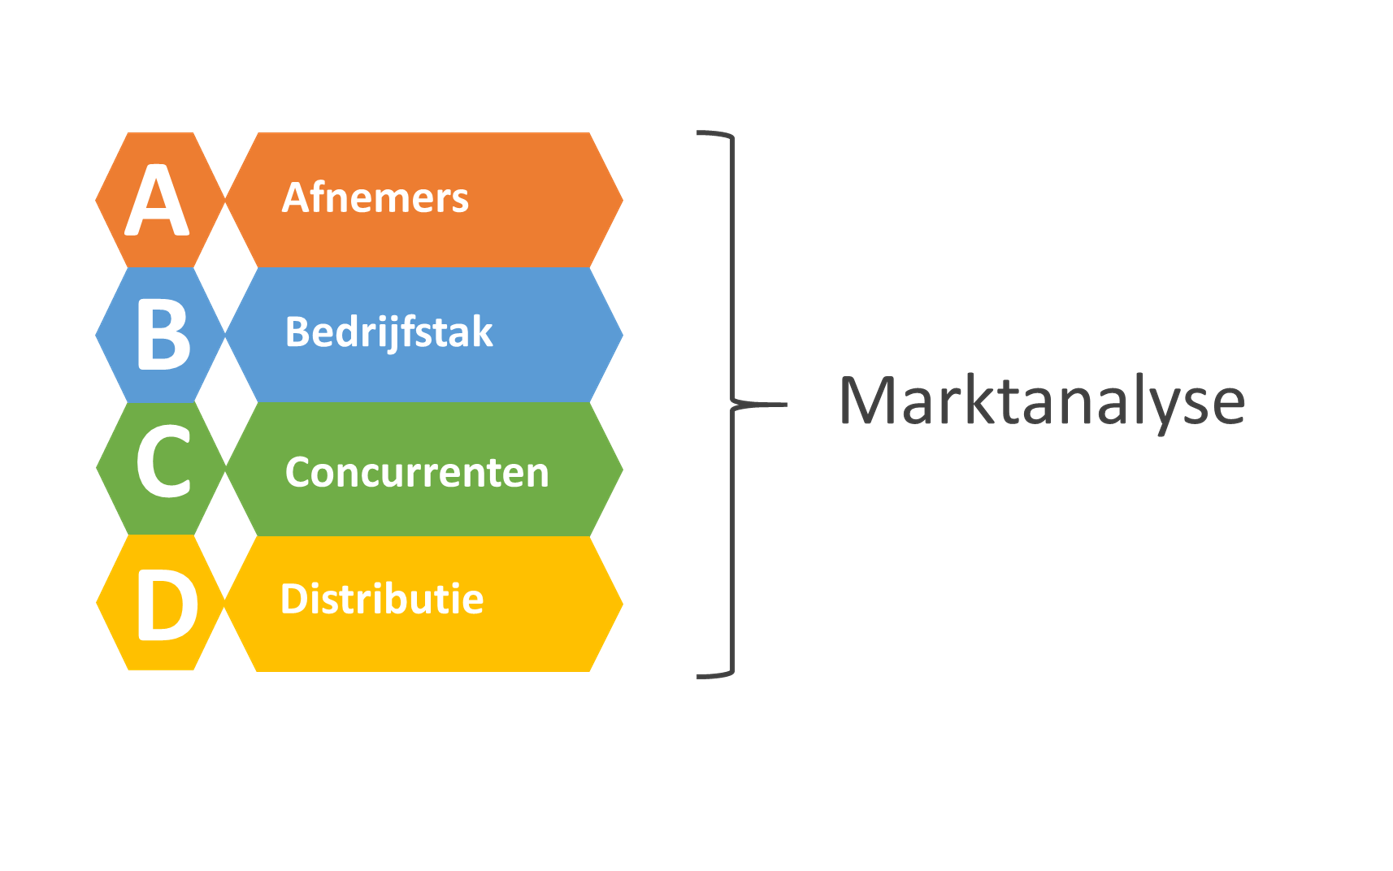 A Afnemers
B Bedrijfstak
C Concurrenten
D Distributie
Marktanalyse